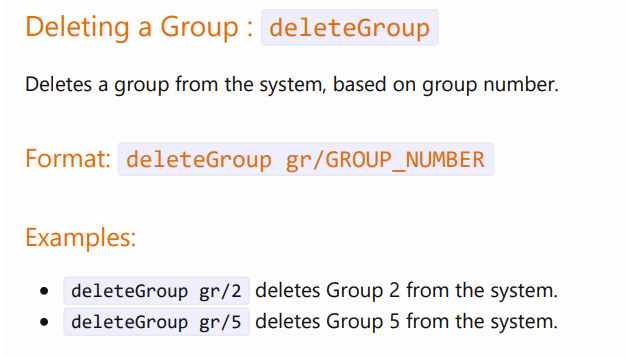 Deleting a Group : deleteGroup
Deletes a group from the system, based on group number.
Format: deleteGroup gr/GROUP_NUMBER
Examples:
• deleteGroup gr/2 deletes Group 2 from the system.
• deleteGroup gr/5 deletes Group 5 from the system.